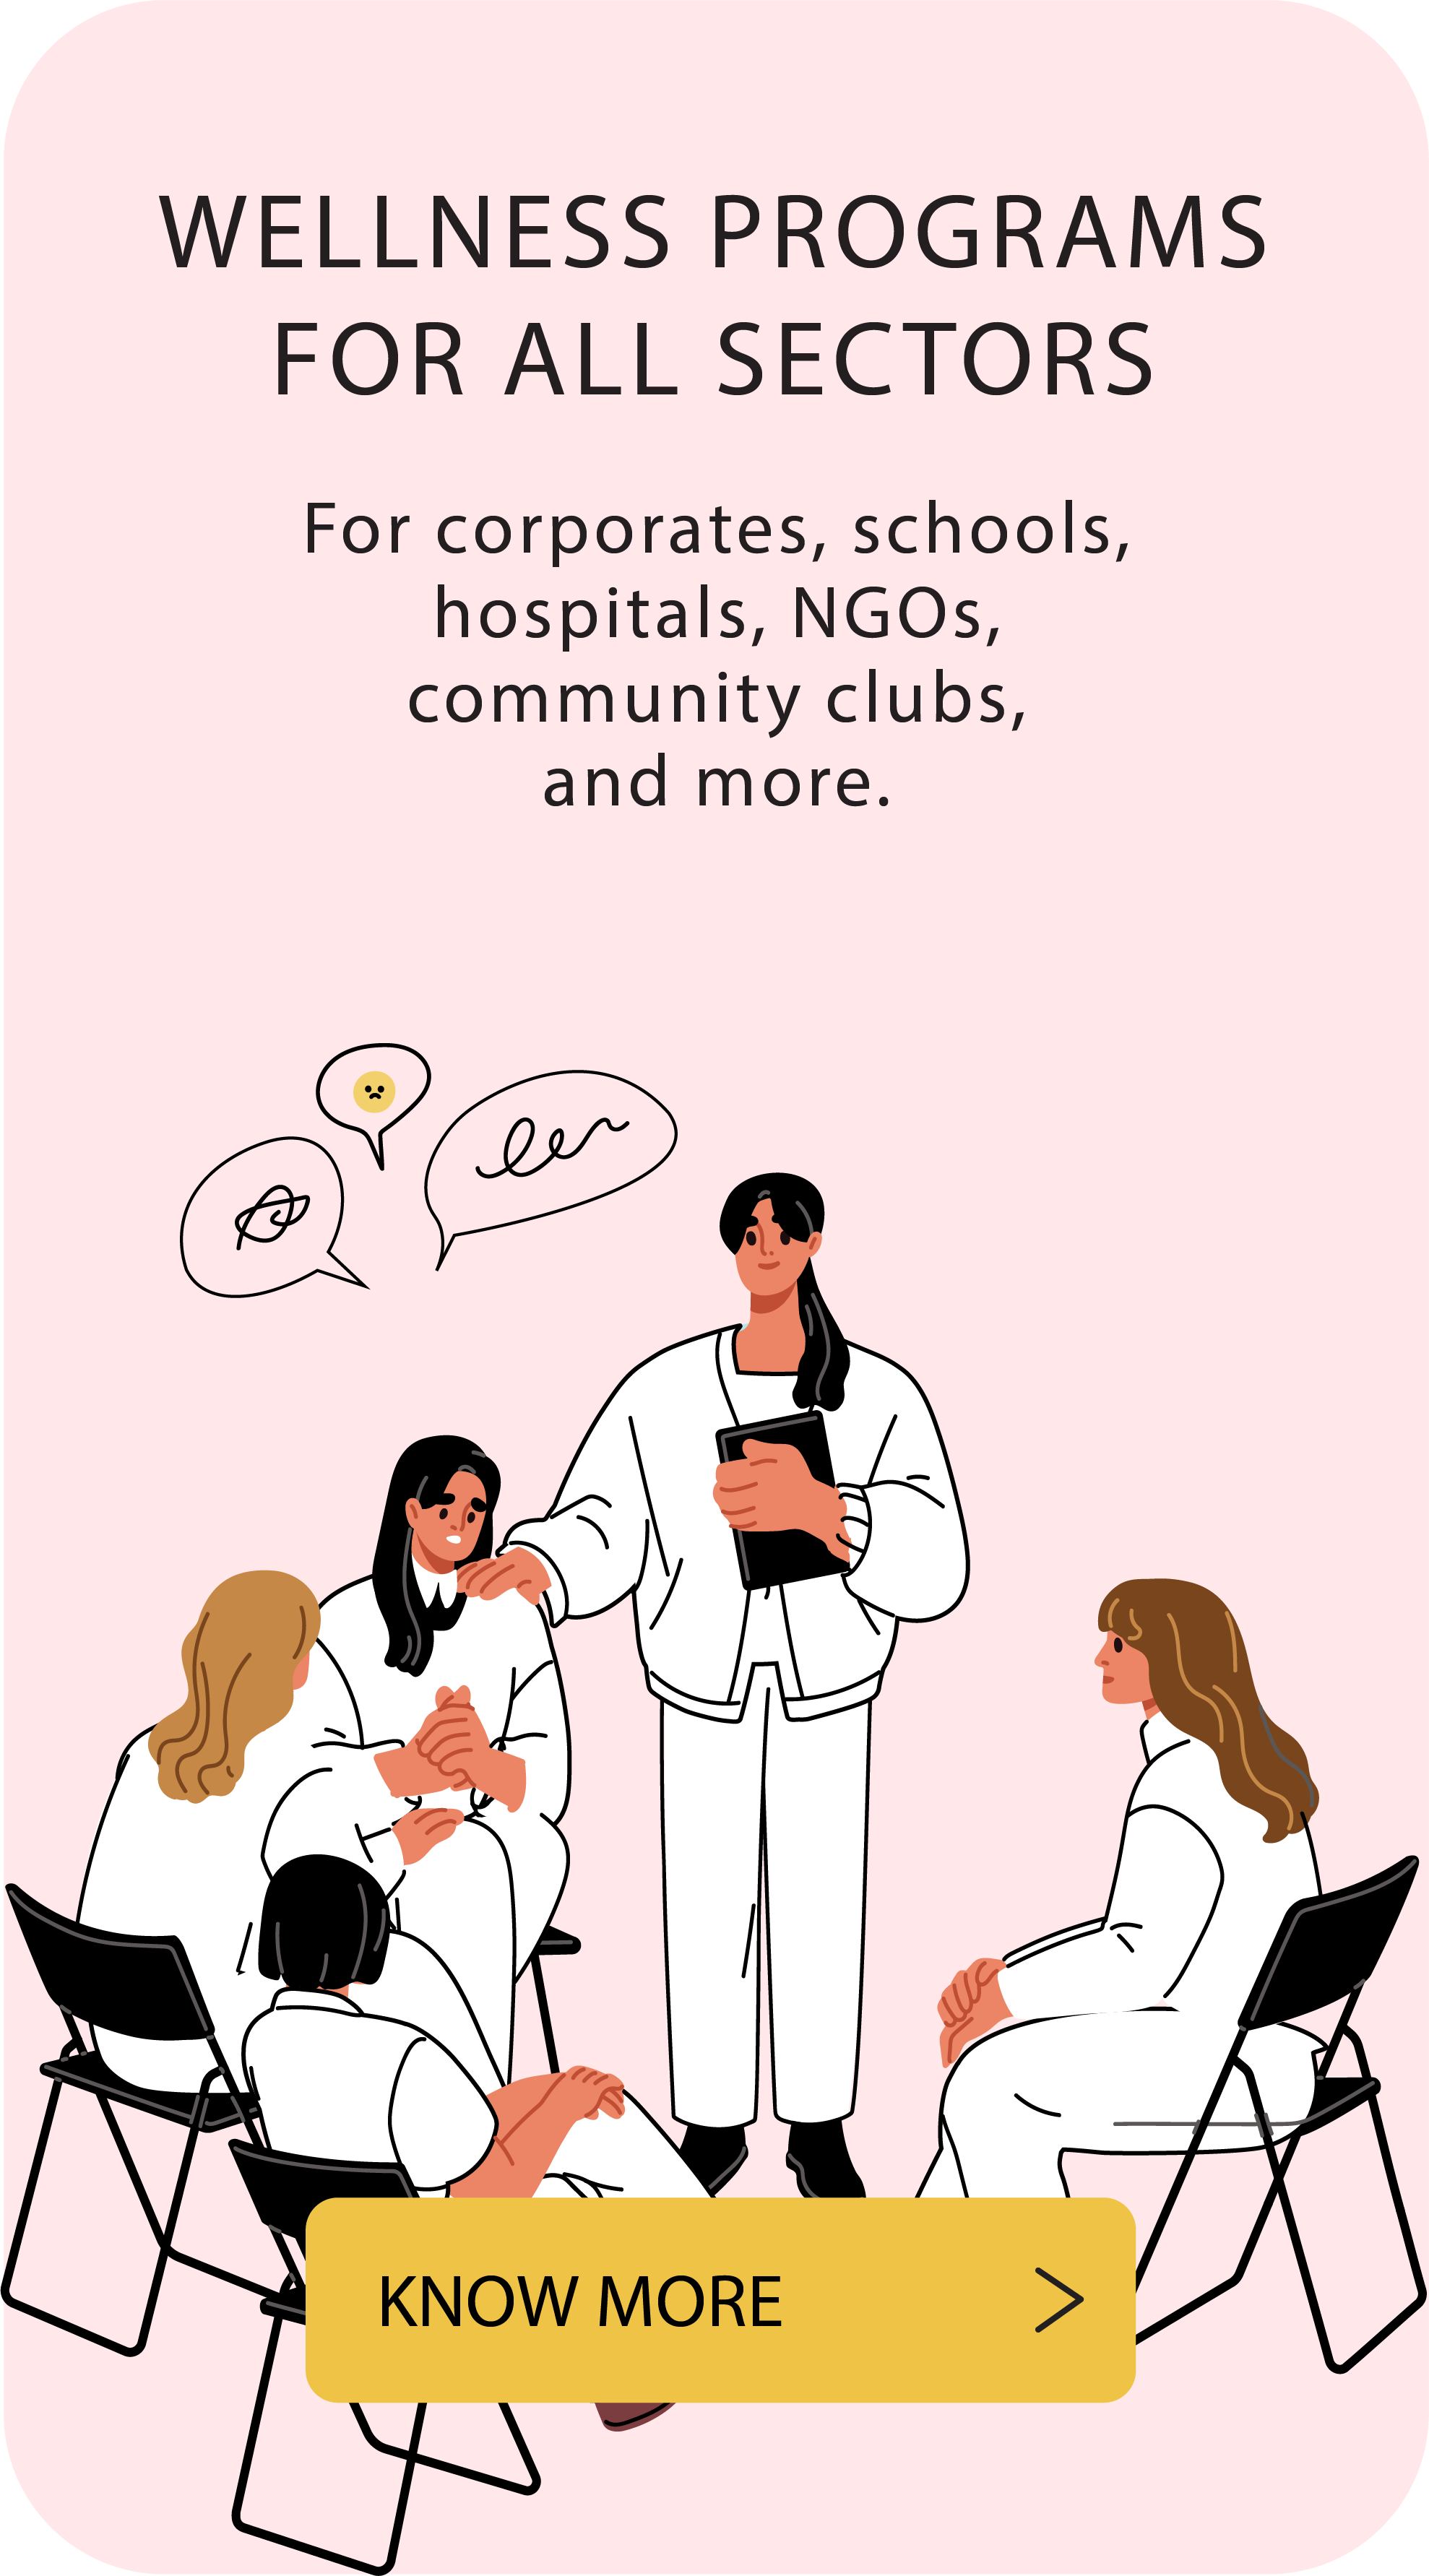 WELLNESS PROGRAMS
FOR ALL SECTORS
For corporates, schools,
hospitals, NGOs,
community clubs,
and more.
KNOW MORE